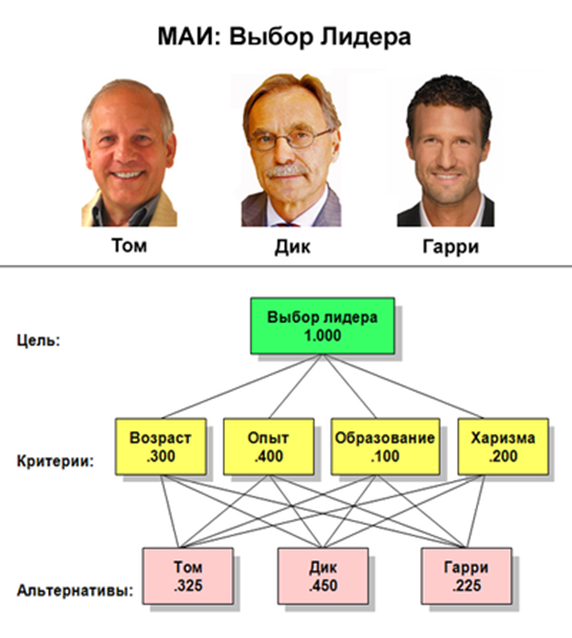 МАИ: Выбор Лидера
Том
Дик
Гарри
Выбор лидера
1.000
Цель:
Возраст
.300
Опыт
.400
Образование
.100
Харизма
.200
Критерии:
Том
.325
Дик
.450
Гарри
.225
Альтернативы: